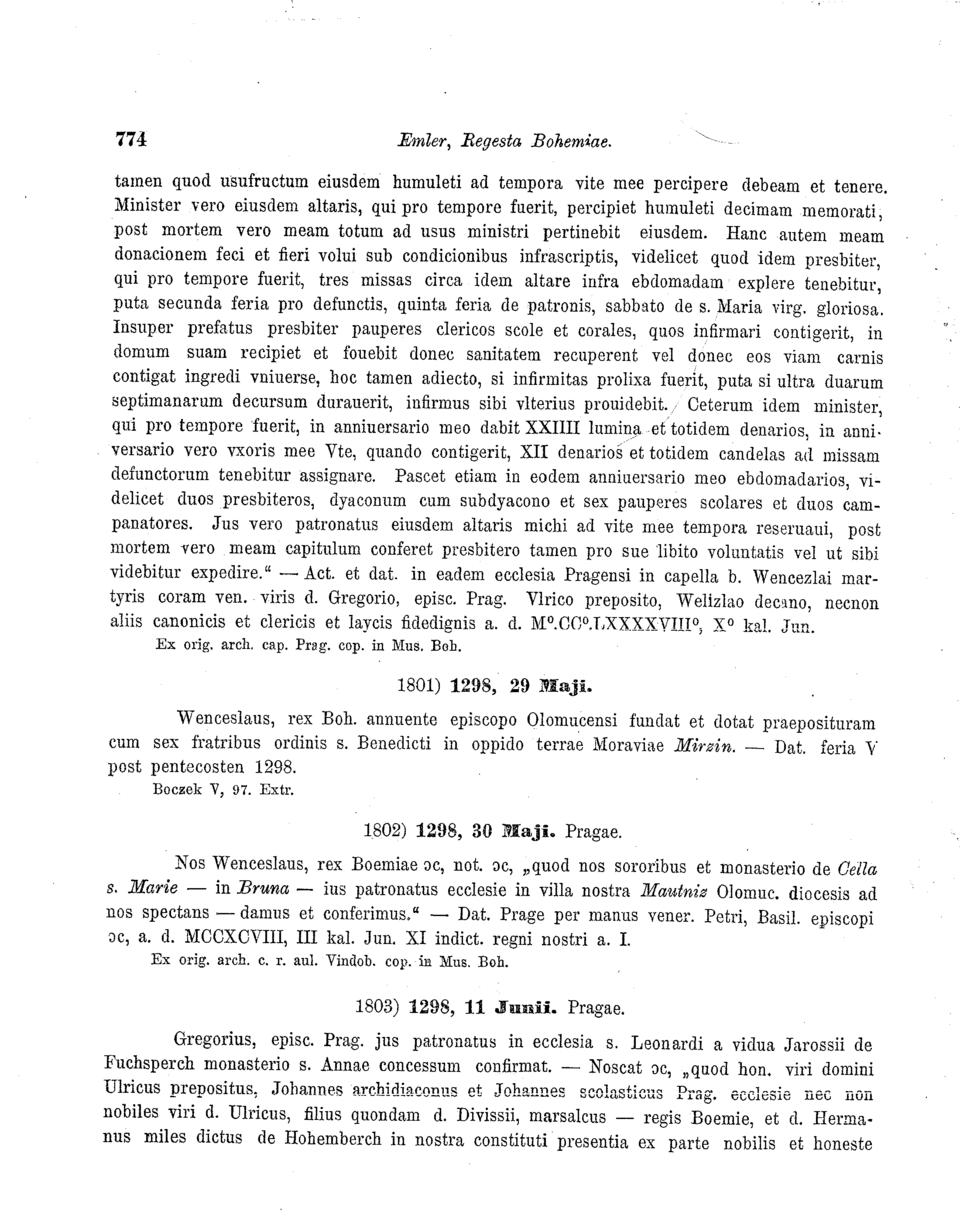 774 Emler, Regesta Bohemiae.
tamen quod usufructum eiusdem humuleti ad tempora vite mee percipere debeam et tenere.
Minister vero eiusdem altaris, qui pro tempore fuerit, percipiet humuleti decimam memorati,
post mortem vero meam totum ad usus ministri pertinebit eiusdem. Hanc autem meam
donacionem feci et fieri volui sub condicionibus infrascriptis, videlicet quod idem presbiter,
qui pro tempore fuerit, tres missas circa idem altare infra ebdomadam explere tenebitur,
puta secunda feria pro defunctis, quinta feria de patronis, sabbato de s. Maria virg. gloriosa.
Insuper prefatus presbiter pauperes clericos scole et corales, quos infirmari contigerit, in
domum suam recipiet et fouebit donec sanitatem recuperent vel donec eos viam carnis
contigat ingredi vniuerse, hoc tamen adiecto, si infirmitas prolixa fuerit, puta si ultra duarum
septimanarum decursum durauerit, infirmus sibi vlterius prouidebit. Ceterum idem minister,
qui pro tempore fuerit, in anniuersario meo dabit XXIIII lumina et totidem denarios, in anni-
versario vero vxoris mee Vte, quando contigerit, XII denarios et totidem candelas ad missam
defunctorum tenebitur assignare. Pascet etiam in eodem anniuersario meo ebdomadarios, vi-
delicet duos presbiteros, dyaconum cum subdyacono et sex pauperes scolares et duos cam-
panatores. Jus vero patronatus eiusdem altaris michi ad vite mee tempora reseruaui, post
mortem vero meam capitulum conferet presbitero tamen pro sue libito voluntatis vel ut sibi
videbitur expedire.“ — Act. et dat. in eadem ecclesia Pragensi in capella b. Wencezlai mar-
tyris coram ven. viris d. Gregorio, episc. Prag. Vlrico preposito, Welizlao decano, necnon
aliis canonicis et clericis et laycis fidedignis a. d. M⁰.CC⁰.LXXXXVIII⁰, X⁰ kal. Jun.
Ex orig. arch. cap. Prag. cop. in Mus. Boh.
1801) 1298, 29 Maji.
Wenceslaus, rex Boh. annuente episcopo Olomucensi fundat et dotat praeposituram
cum sex fratribus ordinis s. Benedicti in oppido terrae Moraviae Mirzin. — Dat. feria V
post pentecosten 1298.
Boczek V, 97. Extr.
1802) 1298, 30 Maji. Pragae.
Nos Wenceslaus, rex Boemiae ɔc, not. ɔc, „quod nos sororibus et monasterio de Cella
s. Marie — in Bruna — ius patronatus ecclesie in villa nostra Mautniz Olomuc. diocesis ad
nos spectans — damus et conferimus.“ — Dat. Prage per manus vener. Petri, Basil. episcopi
ɔc, a. d. MCCXCVIII, III kal. Jun. XI indict. regni nostri a. I.
Ex orig. arch. c. r. aul. Vindob. cop. in Mus. Boh.
1803) 1298, 11 Junii. Pragae.
Gregorius, episc. Prag. jus patronatus in ecclesia s. Leonardi a vidua Jarossii de
Fuchsperch monasterio s. Annae concessum confirmat. — Noscat ɔc, „quod hon. viri domini
Ulricus prepositus, Johannes archidiaconus et Johannes scolasticus Prag. ecclesie nec non
nobiles viri d. Ulricus, filius quondam d. Divissii, marsalcus — regis Boemie, et d. Herma-
nus miles dictus de Hohemberch in nostra constituti presentia ex parte nobilis et honeste